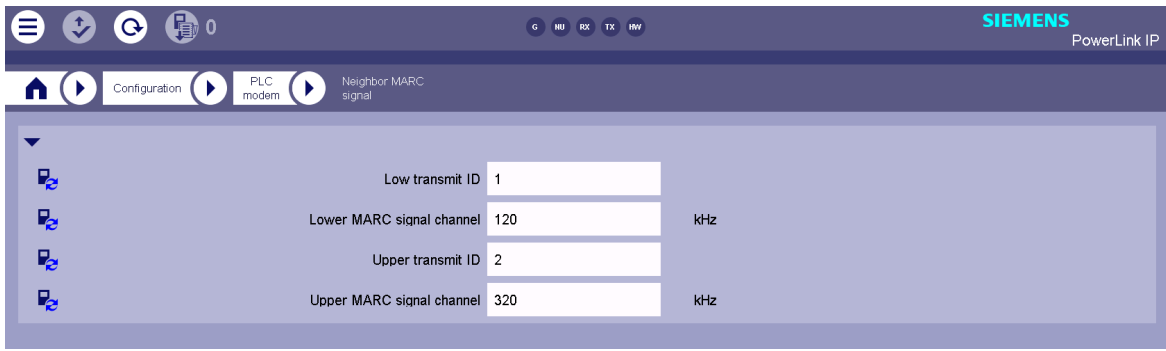 0
G NU RX TX HW
SIEMENS
PowerLink IP
Configuration
PLC
modem
Neighbor MARC
signal
Low transmit ID 1
Lower MARC signal channel 120 kHz
Upper transmit ID 2
Upper MARC signal channel 320 kHz